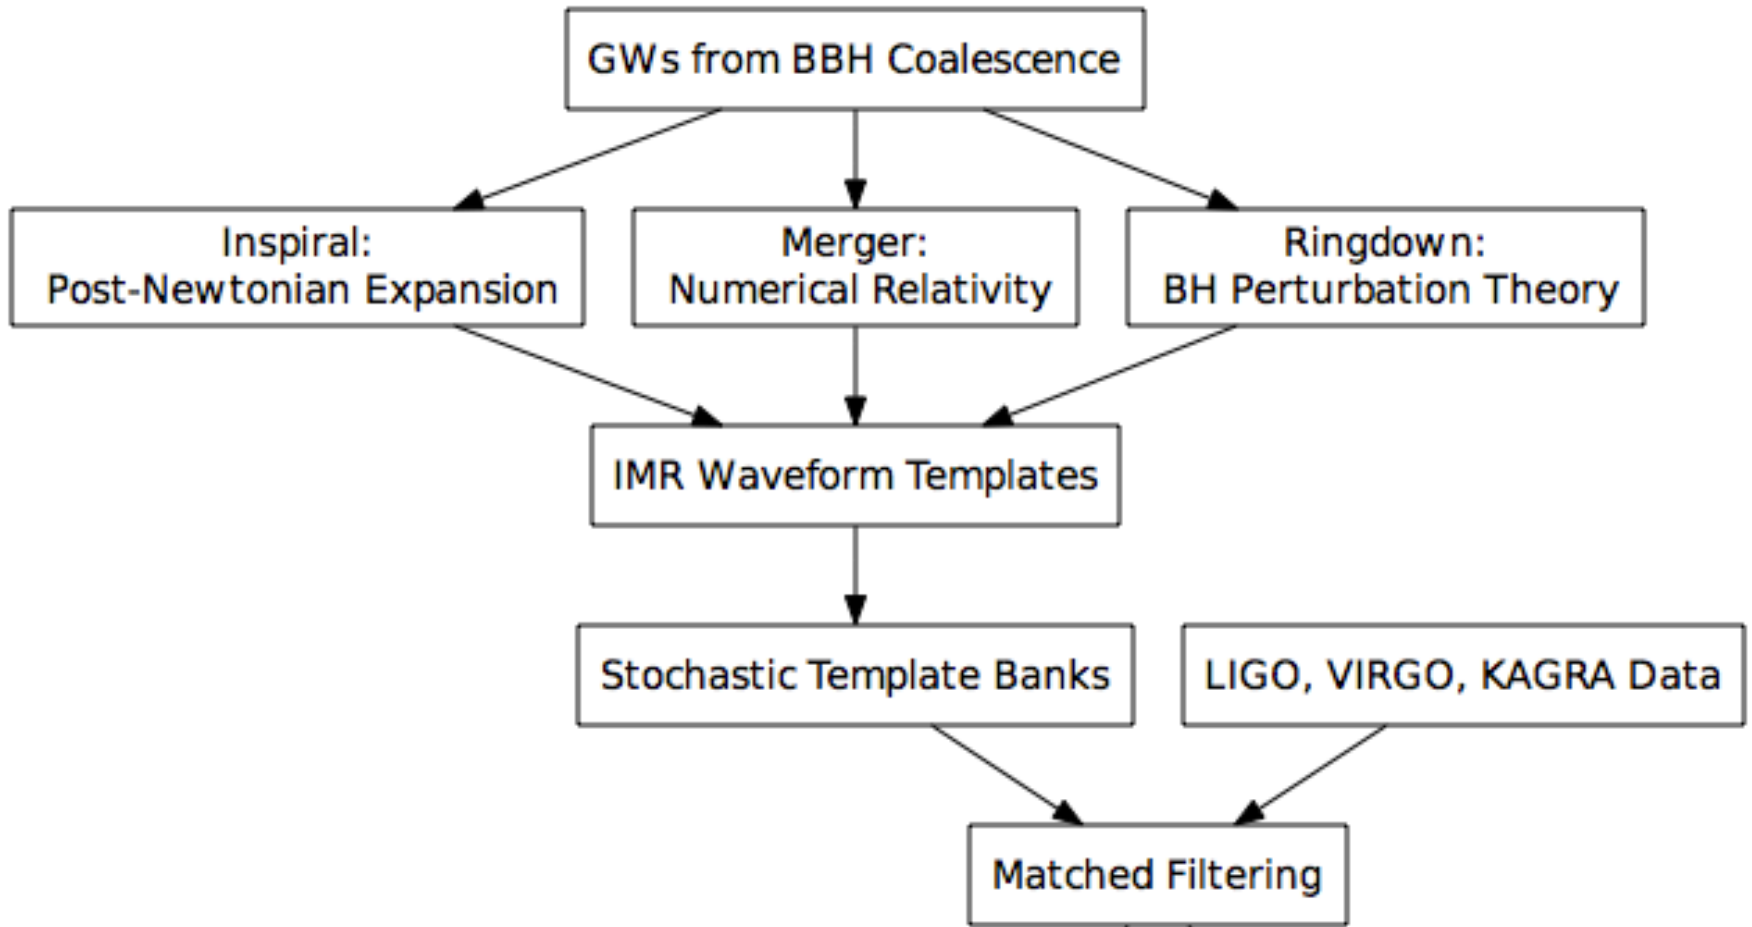 GWs from BBH Coalescence
Inspiral:
Post-Newtonian Expansion
Merger:
Numerical Relativity
Ringdown:
BH Perturbation Theory
IMR Waveform Templates
Stochastic Template Banks
LIGO, VIRGO, KAGRA Data
Matched Filtering